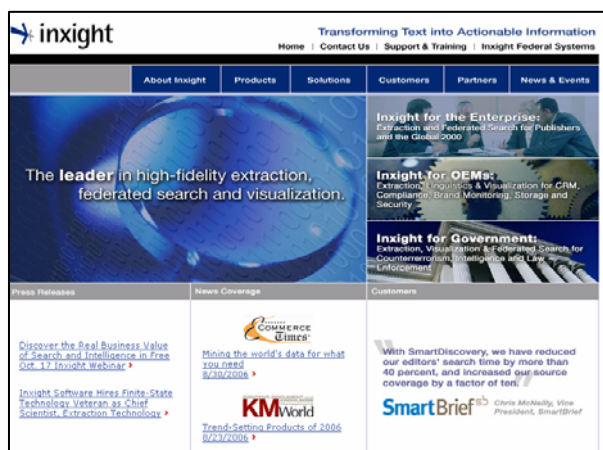 inxight
Transforming Text into Actionable Information
Home | Contact Us | Support & Training | Inxight Federal Systems
About Inxight
Products
Solutions
Customers
Partners
News & Events
The leader in high-fidelity extraction,
federated search and visualization.
Inxight for the Enterprise:
Extraction and Federated Search for Publishers
and the Global 2000
Inxight for OEMs:
Extraction, Linguistics & Visualization for CRM,
Compliance, Brand Monitoring, Storage and
Security
Inxight for Government:
Extraction, Visualization & Federated Search for
Counterterrorism, Intelligence and Law
Enforcement
Press Releases
Discover the Real Business Value
of Search and Intelligence in Free
Oct. 17 Inxight Webinar
Inxight Software Hires Finite-State
Technology Veteran as Chief
Scientist, Extraction Technology
News Coverage
ECOMMERCE
Times
Mining the world's data for what
you need
8/30/2006
KMWorld
Trend-Setting Products of 2006
8/23/2006
Customers
With SmartDiscovery, we have reduced
our editors' search time by more than
40 percent, and increased our source
coverage by a factor of ten.
SmartBrief sb
Chris McNeilly, Vice
President, SmartBrief